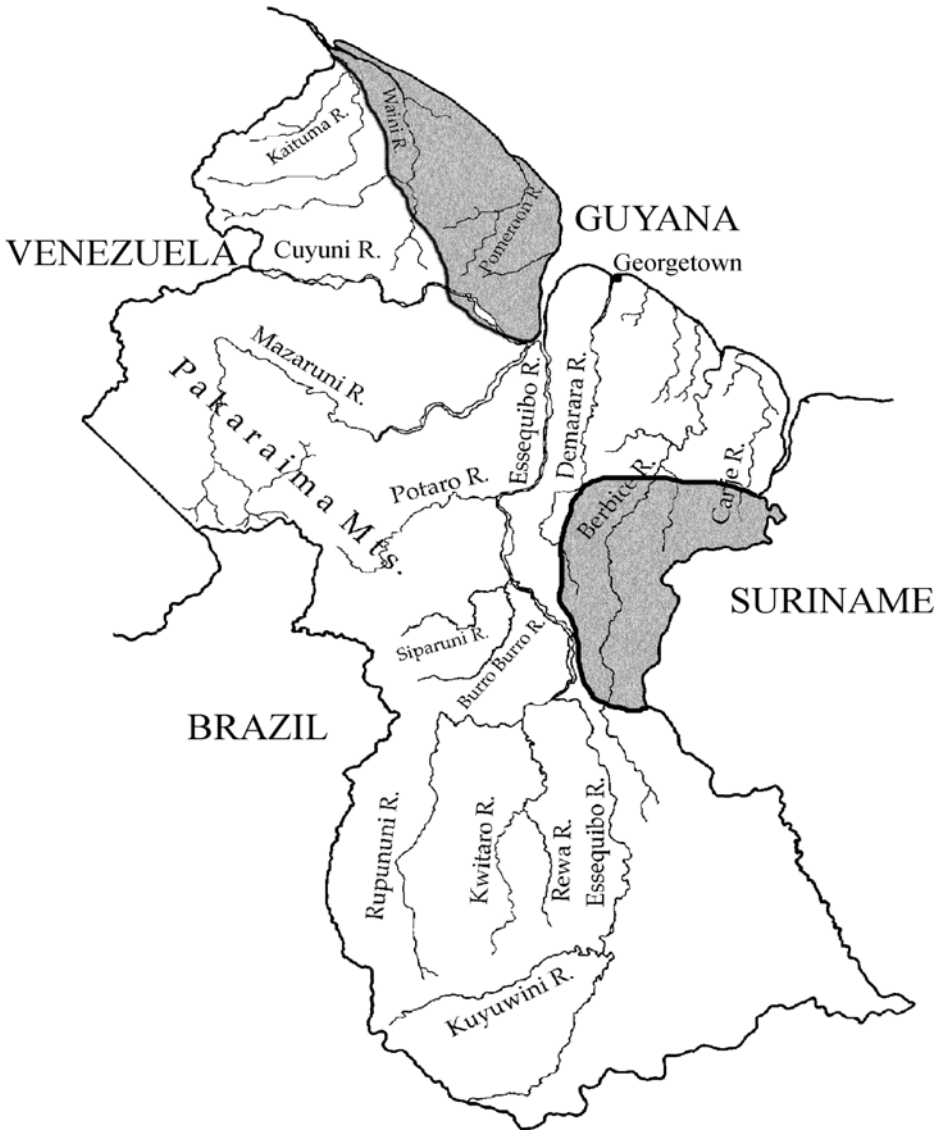 Kaituma R.
Waini R.
Pomeroon R.
GUYANA
VENEZUELA
Cuyuni R.
Georgetown
Mazaruni R.
Pakaraima Mts.
Essequibo R.
Demarara R.
Potaro R.
Berbice R.
Canje R.
SURINAME
Siparuni R.
Burro Burro R.
BRAZIL
Rupununi R.
Kwitaro R.
Rewa R.
Essequibo R.
Kuyuwini R.